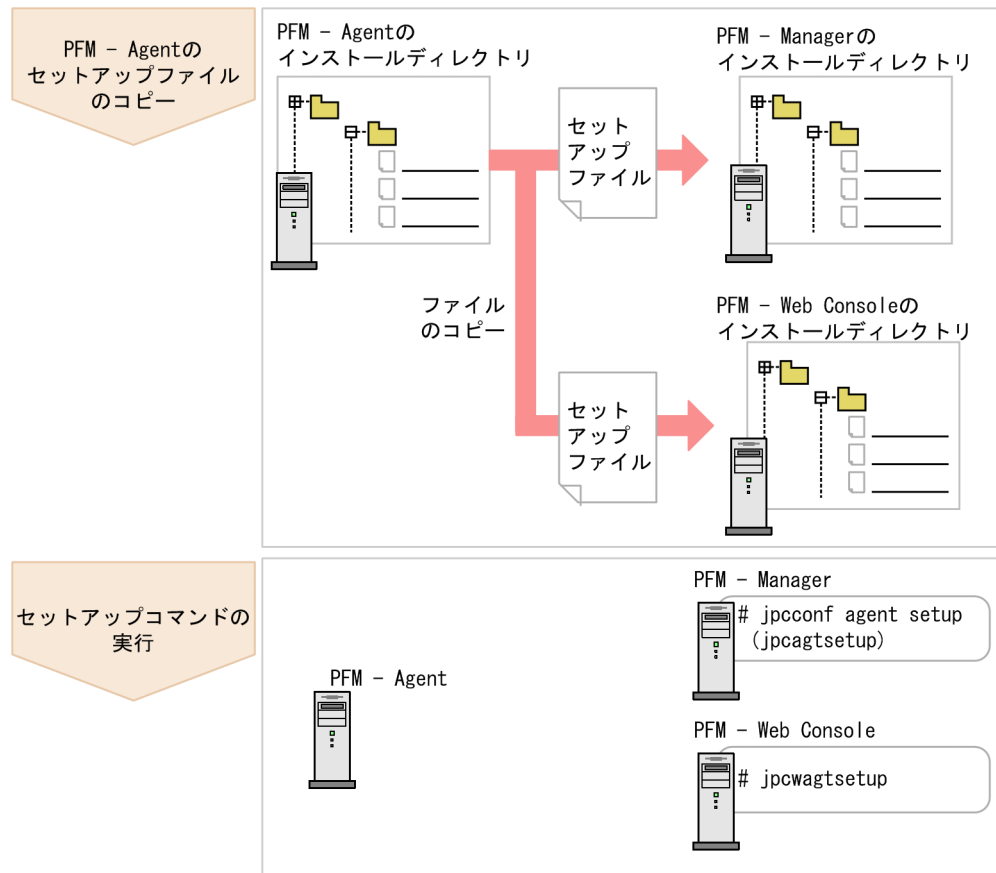 PFM - Agentの
セットアップファイル
のコピー
PFM - Agentの
インストールディレクトリ
PFM - Managerの
インストールディレクトリ
セット
アップ
ファイル
ファイル
のコピー
PFM - Web Consoleの
インストールディレクトリ
セット
アップ
ファイル
セットアップコマンドの
実行
PFM - Agent
PFM - Manager
# jpcconf agent setup
(jpcagtsetup)
PFM - Web Console
# jpcwagtsetup